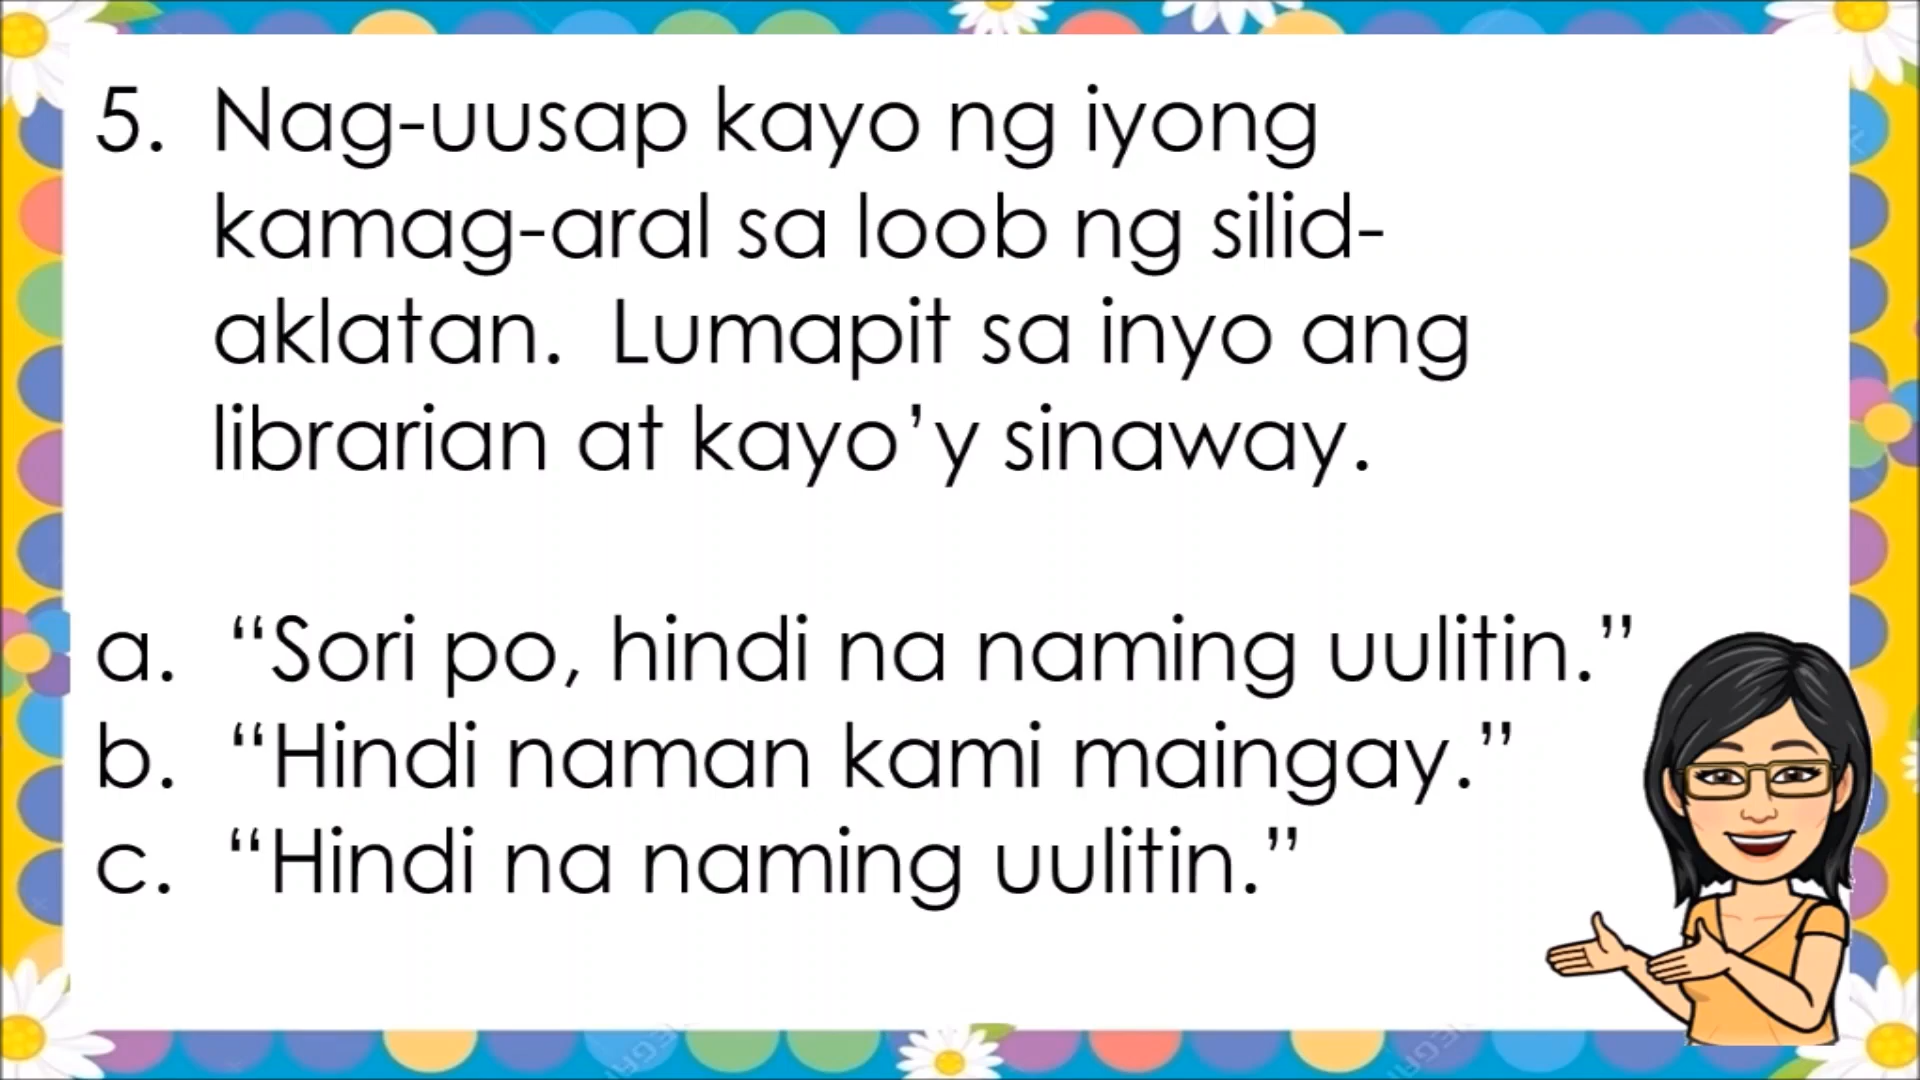 5. Nag-uusap kayo ng iyong
kamag-aral sa loob ng silid-
aklatan. Lumapit sa inyo ang
librarian at kayo’y sinaway.
a. “Sori po, hindi na naming uulitin.”
b. “Hindi naman kami maingay.”
c. “Hindi na naming uulitin.”